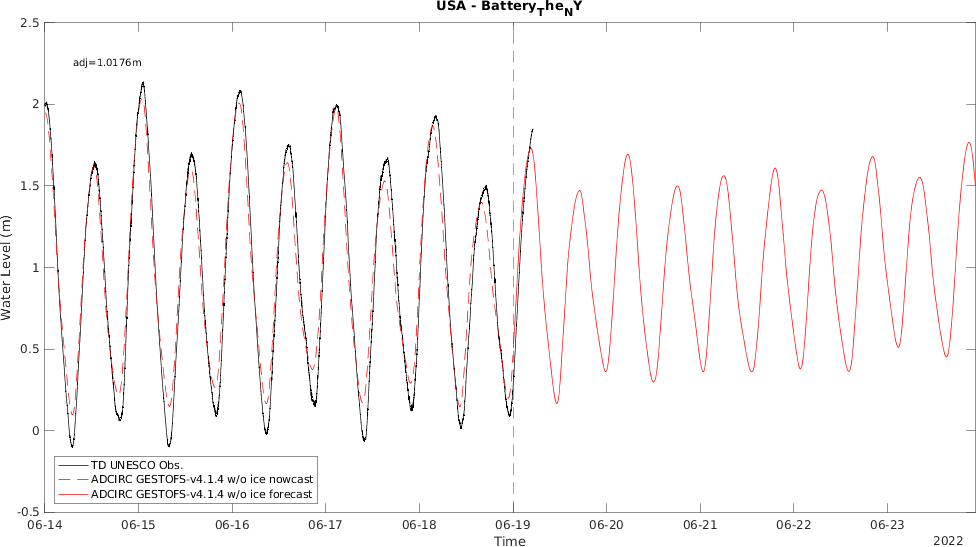 USA - BatteryTheNY
adj=1.0176m
2.5
2
1.5
1
0.5
0
-0.5
Water Level (m)
TD UNESCO Obs.
ADCIRC GESTOFS-v4.1.4 w/o ice nowcast
ADCIRC GESTOFS-v4.1.4 w/o ice forecast
06-14 06-15 06-16 06-17 06-18 06-19 06-20 06-21 06-22 06-23
Time
2022